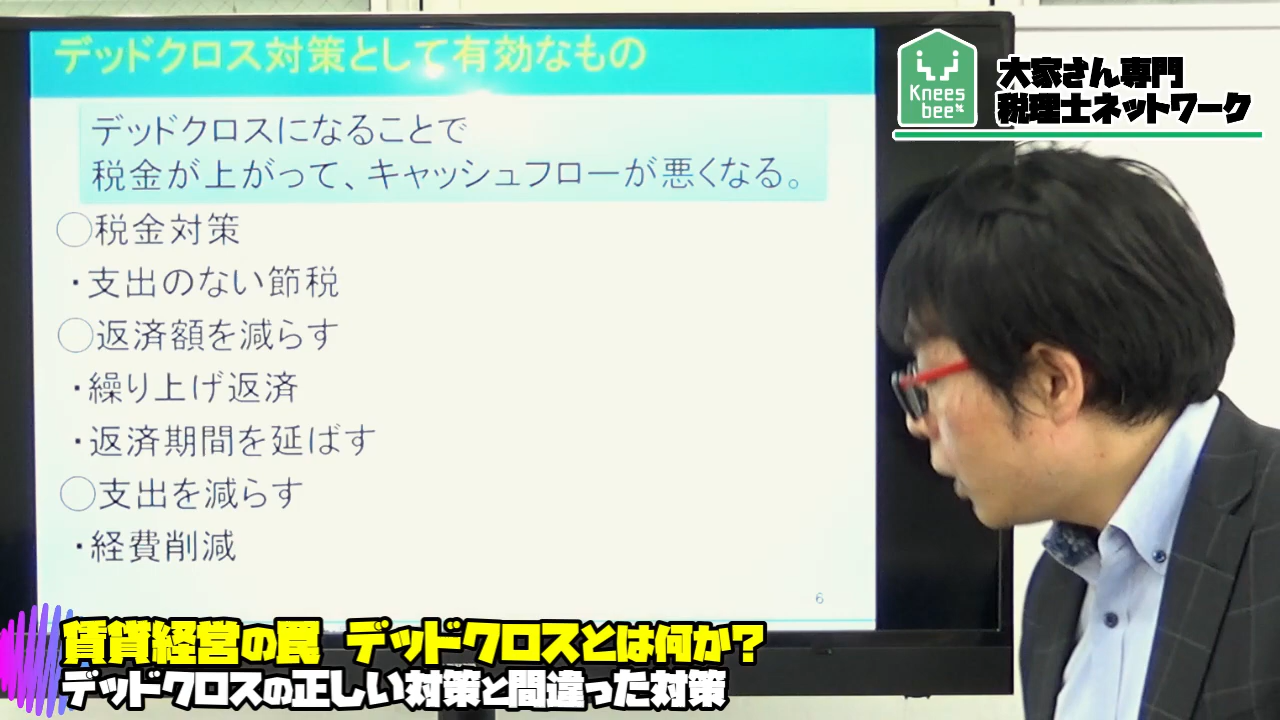 デッドクロス対策として有効なもの
デッドクロスになることで
税金が上がって、キャッシュフローが悪くなる。
○税金対策
・支出のない節税
○返済額を減らす
・繰り上げ返済
・返済期間を延ばす
○支出を減らす
・経費削減
6
Knees
bee
大家さん専門
税理士ネットワーク
賃貸経営の罠 デッドクロスとは何か?
デッドクロスの正しい対策と間違った対策